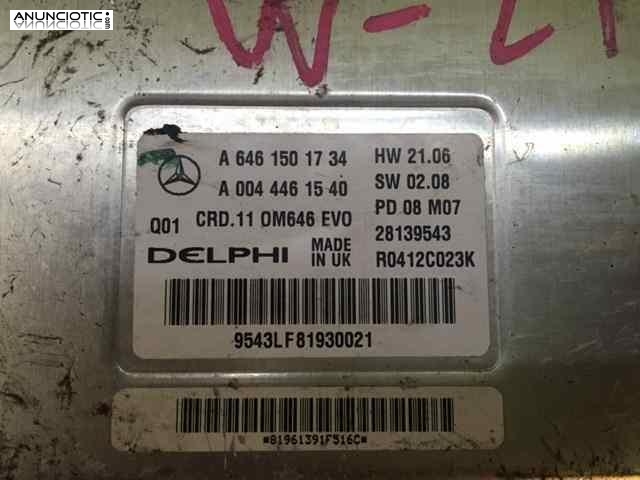 ANUNCIOTIC.es
A 646 150 17 34 HW 21.06
A 004 446 15 40 SW 02.08
Q01 CRD.11 OM646 EVO PD 08 M07
28139543
DELPHI MADE IN UK R0412C023K
9543LF81930021
*81961391F516C*